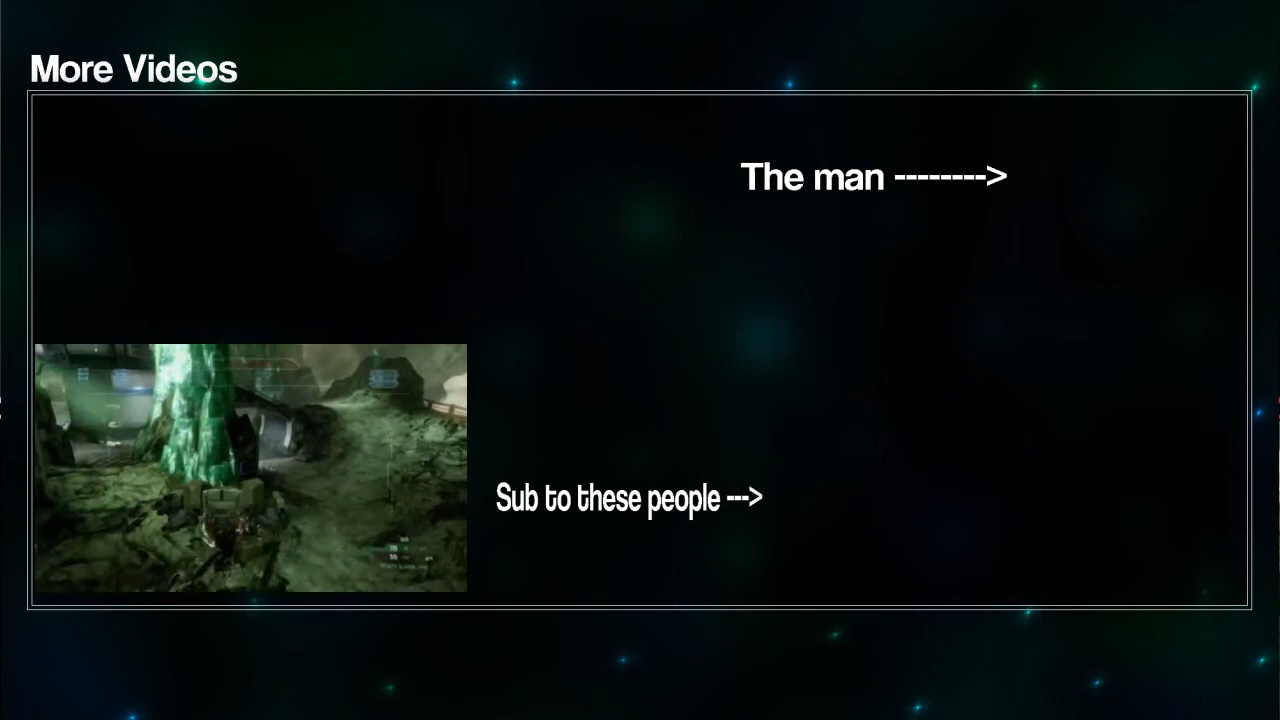 More Videos
The man -------->
Sub to these people --->